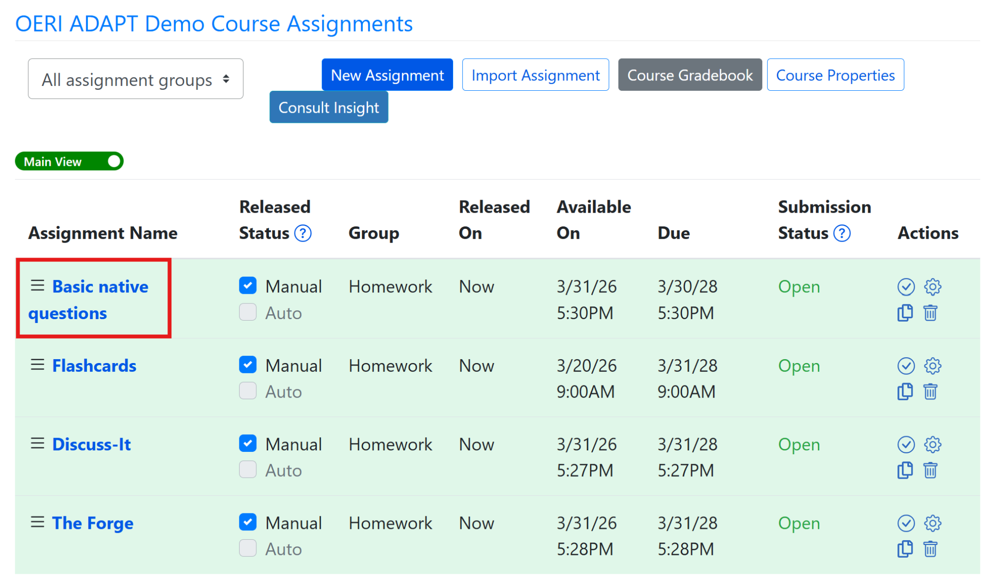 OERI ADAPT Demo Course Assignments
All assignment groups
New Assignment
Import Assignment
Course Gradebook
Course Properties
Consult Insight
Main View
Assignment Name
Released Status ?
Group
Released On
Available On
Due
Submission Status ?
Actions
Basic native questions
Manual
Auto
Homework
Now
3/31/26 5:30PM
3/30/28 5:30PM
Open
Flashcards
Manual
Auto
Homework
Now
3/20/26 9:00AM
3/31/28 9:00AM
Open
Discuss-It
Manual
Auto
Homework
Now
3/31/26 5:27PM
3/31/28 5:27PM
Open
The Forge
Manual
Auto
Homework
Now
3/31/26 5:28PM
3/31/28 5:28PM
Open